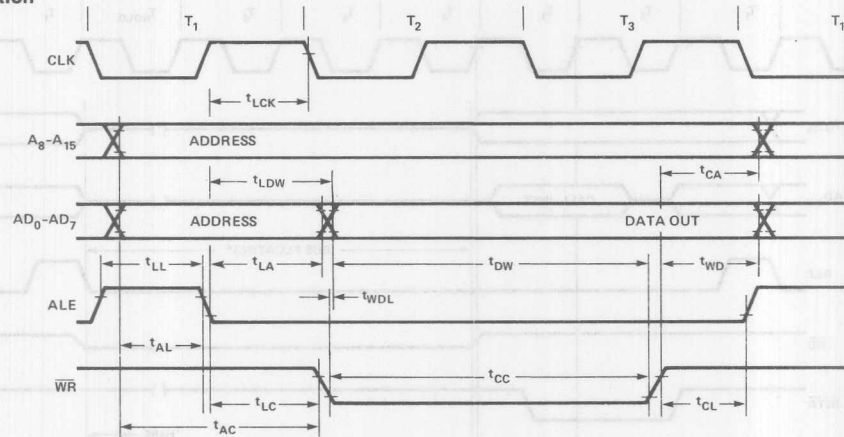 T1 T2 T3 T1
CLK
tLCK
A8-A15 ADDRESS
tLDW tCA
AD0-AD7 ADDRESS DATA OUT
tLL tLA tDW tWD
ALE tWDL
tAL
WR tCC
tLC tCL
tAC